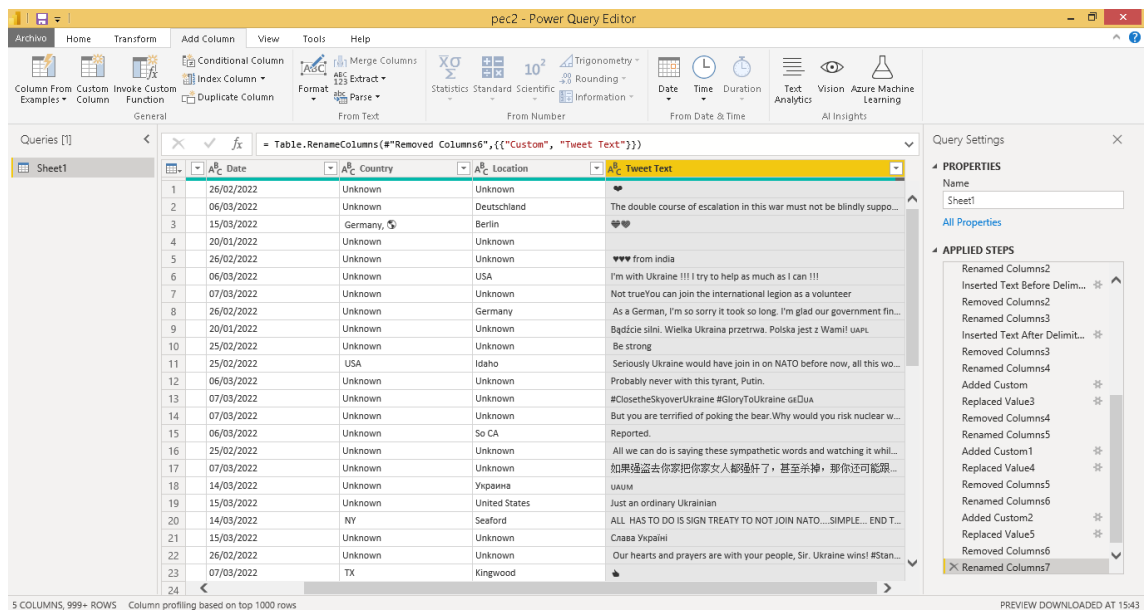 pec2 - Power Query Editor
Archivo Home Transform Add Column View Tools Help
Column From Examples Custom Column Invoke Custom Function
Conditional Column
Index Column
Duplicate Column
General
Format
Merge Columns
Extract
Parse
From Text
Statistics Standard Scientific
Trigonometry
Rounding
Information
From Number
Date Time Duration
From Date & Time
Text Analytics Vision Azure Machine Learning
AI Insights
Queries [1]
Sheet1
= Table.RenameColumns(#"Removed Columns6",{{"Custom", "Tweet Text"}})
Date Country Location Tweet Text
1 26/02/2022 Unknown Unknown ❤
2 06/03/2022 Unknown Deutschland The double course of escalation in this war must not be blindly suppo...
3 15/03/2022 Germany, 🌎 Berlin
4 20/01/2022 Unknown Unknown
5 26/02/2022 Unknown Unknown ♥♥♥ from india
6 06/03/2022 Unknown USA I'm with Ukraine !!! I try to help as much as I can !!!
7 07/03/2022 Unknown Unknown Not trueYou can join the international legion as a volunteer
8 26/02/2022 Unknown Germany As a German, I'm so sorry it took so long. I'm glad our government fin...
9 20/01/2022 Unknown Unknown Bądźcie silni. Wielka Ukraina przetrwa. Polska jest z Wami! UAPL
10 25/02/2022 Unknown Unknown Be strong
11 25/02/2022 USA Idaho Seriously Ukraine would have join in on NATO before now, all this wo...
12 06/03/2022 Unknown Unknown Probably never with this tyrant, Putin.
13 07/03/2022 Unknown Unknown #ClosetheSkyoverUkraine #GloryToUkraine GE▯UA
14 07/03/2022 Unknown Unknown But you are terrified of poking the bear.Why would you risk nuclear w...
15 06/03/2022 Unknown So CA Reported.
16 25/02/2022 Unknown Unknown All we can do is saying these sympathetic words and watching it whil...
17 07/03/2022 Unknown Unknown 如果强盗去你家把你家女人都强奸了，甚至杀掉，那你还可能跟...
18 14/03/2022 Unknown Украина UAUM
19 15/03/2022 Unknown United States Just an ordinary Ukrainian
20 14/03/2022 NY Seaford ALL HAS TO DO IS SIGN TREATY TO NOT JOIN NATO....SIMPLE... END T...
21 15/03/2022 Unknown Unknown Слава Україні
22 26/02/2022 Unknown Unknown Our hearts and prayers are with your people, Sir. Ukraine wins! #Stan...
23 07/03/2022 TX Kingwood
24
Query Settings
PROPERTIES
Name
Sheet1
All Properties
APPLIED STEPS
Renamed Columns2
Inserted Text Before Delim...
Removed Columns2
Renamed Columns3
Inserted Text After Delimit...
Removed Columns3
Renamed Columns4
Added Custom
Replaced Value3
Removed Columns4
Renamed Columns5
Added Custom1
Replaced Value4
Removed Columns5
Renamed Columns6
Added Custom2
Replaced Value5
Removed Columns6
Renamed Columns7
5 COLUMNS, 999+ ROWS Column profiling based on top 1000 rows
PREVIEW DOWNLOADED AT 15:43